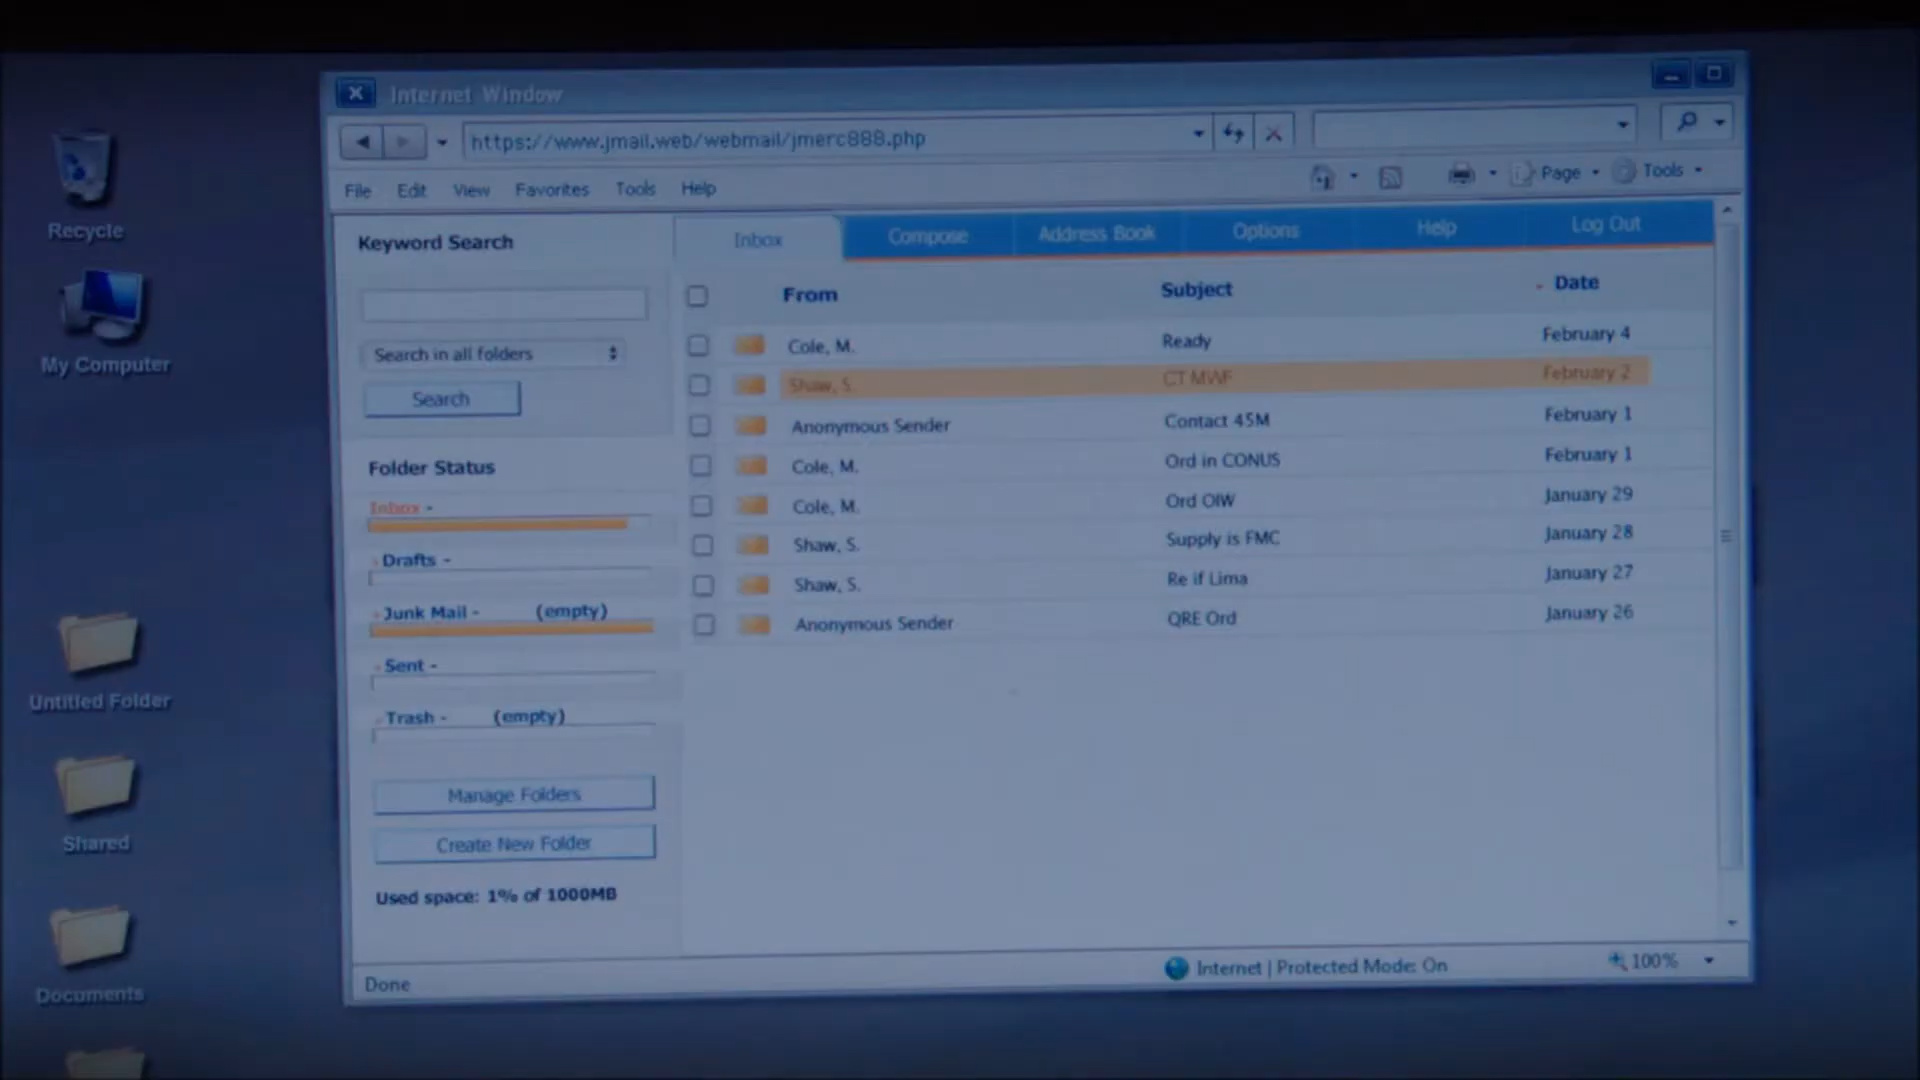 Internet Window
https://www.jmail.web/webmail/jmerc888.php
File Edit View Favorites Tools Help
Page Tools
Recycle
My Computer
Untitled Folder
Shared
Documents
Keyword Search
Search in all folders
Search
Folder Status
Inbox -
Drafts -
Junk Mail - (empty)
Sent -
Trash - (empty)
Manage Folders
Create New Folder
Used space: 1% of 1000MB
Inbox Compose Address Book Options Help Log Out
From Subject Date
Cole, M. Ready February 4
Shaw, S. CT MWF February 2
Anonymous Sender Contact 45M February 1
Cole, M. Ord in CONUS February 1
Cole, M. Ord OIW January 29
Shaw, S. Supply is FMC January 28
Shaw, S. Re if Lima January 27
Anonymous Sender QRE Ord January 26
Done
Internet | Protected Mode: On
100%